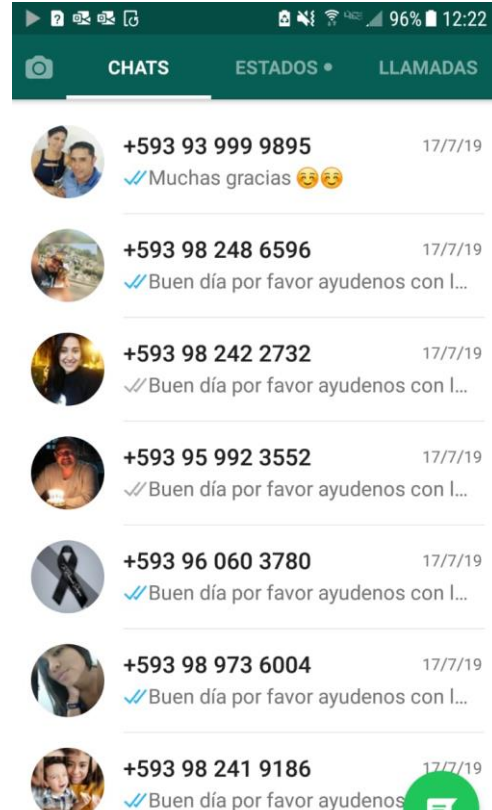 96% 12:22
CHATS ESTADOS LLAMADAS
+593 93 999 9895 17/7/19
Muchas gracias ☺️☺️
+593 98 248 6596 17/7/19
Buen día por favor ayudenos con l...
+593 98 242 2732 17/7/19
Buen día por favor ayudenos con l...
+593 95 992 3552 17/7/19
Buen día por favor ayudenos con l...
+593 96 060 3780 17/7/19
Buen día por favor ayudenos con l...
+593 98 973 6004 17/7/19
Buen día por favor ayudenos con l...
+593 98 241 9186 17/7/19
Buen día por favor ayudenos